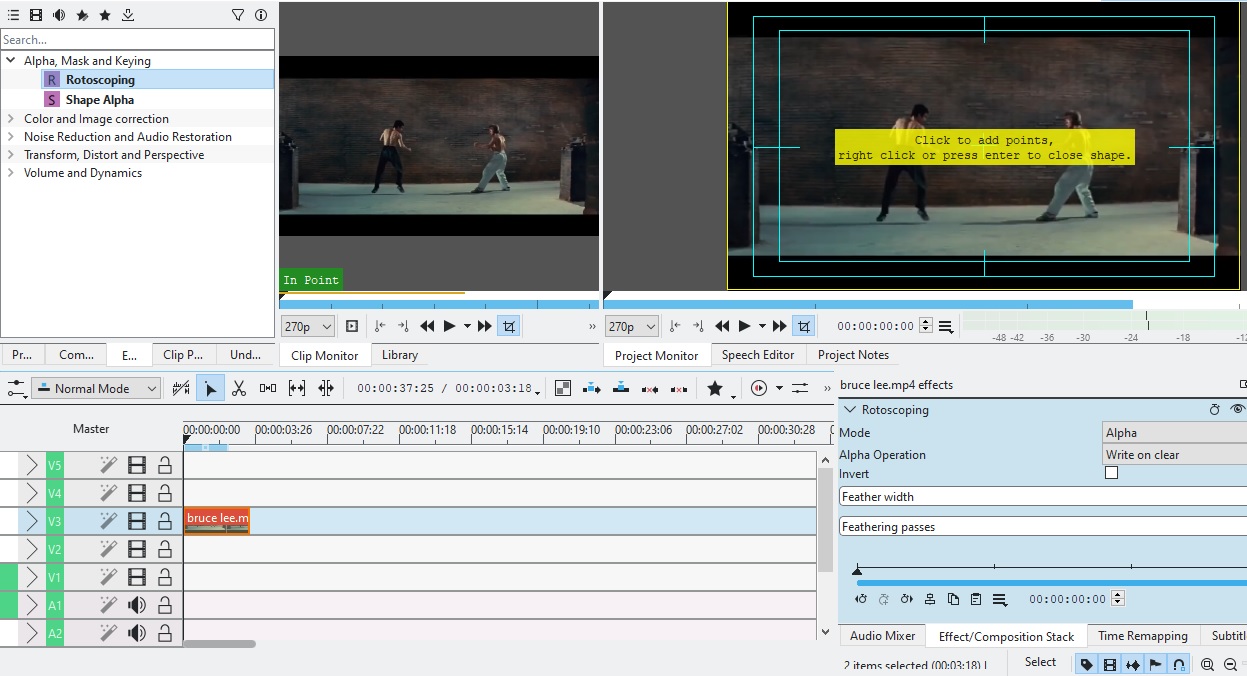 Search...
Alpha, Mask and Keying
R Rotoscoping
S Shape Alpha
Color and Image correction
Noise Reduction and Audio Restoration
Transform, Distort and Perspective
Volume and Dynamics
In Point
Click to add points,
right click or press enter to close shape.
270p
270p
00:00:00:00
-48 -42 -36 -30 -24 -18 -12
Pr... Com... E... Clip P... Und...
Clip Monitor Library
Project Monitor Speech Editor Project Notes
Normal Mode
00:00:37:25 / 00:00:03:18
Master
00:00:00:00 00:00:03:26 00:00:07:22 00:00:11:18 00:00:15:14 00:00:19:10 00:00:23:06 00:00:27:02 00:00:30:28
V5
V4
V3 bruce lee.m
V2
V1
A1
A2
bruce lee.mp4 effects
Rotoscoping
Mode Alpha
Alpha Operation Write on clear
Invert
Feather width
Feathering passes
00:00:00:00
Audio Mixer Effect/Composition Stack Time Remapping Subtitl
2 items selected (00:03:18) | Select